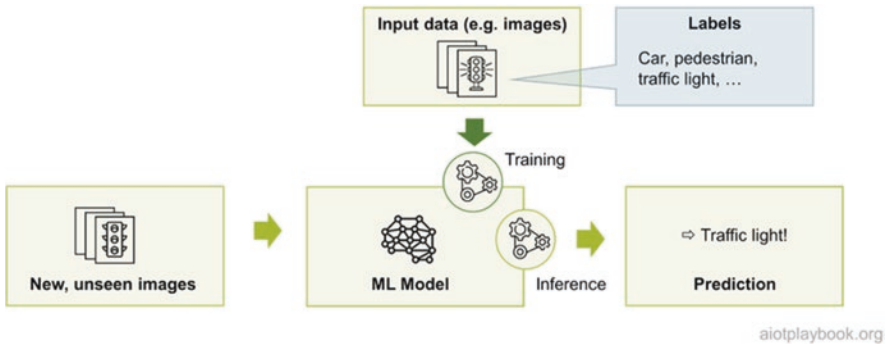 Input data (e.g. images)
Labels
Car, pedestrian,
traffic light, …
Training
New, unseen images
ML Model
Inference
⇨ Traffic light!
Prediction
aiotplaybook.org